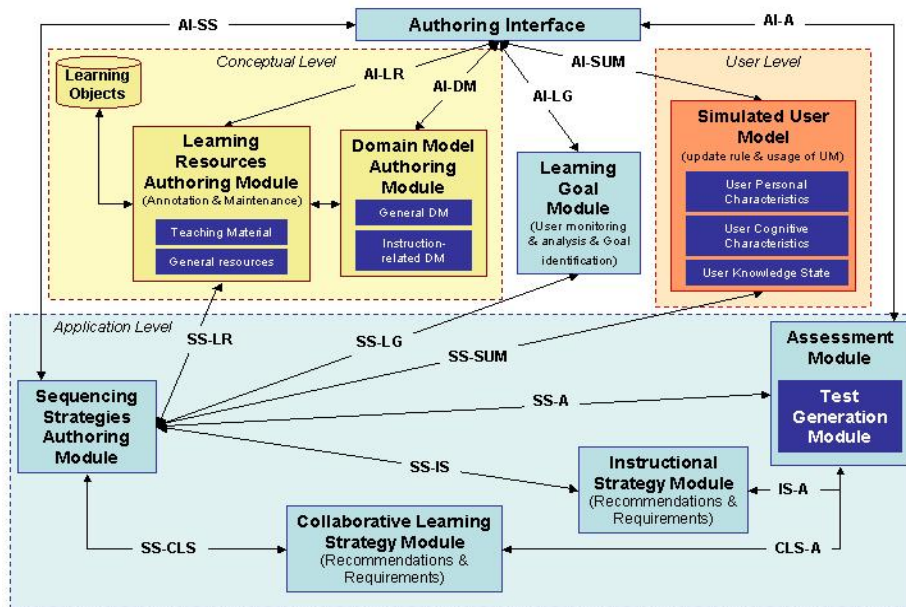 AI-SS
Authoring Interface
AI-A
Conceptual Level
AI-SUM
User Level
Learning
Objects
AI-LR
AI-DM
AI-LG
Learning
Resources
Authoring Module
(Annotation & Maintenance)
Teaching Material
General resources
Domain Model
Authoring
Module
General DM
Instruction-
related DM
Learning
Goal
Module
(User monitoring
& analysis & Goal
identification)
Simulated User
Model
(update rule & usage of UM)
User Personal
Characteristics
User Cognitive
Characteristics
User Knowledge State
Application Level
SS-LR
SS-LG
SS-SUM
Assessment
Module
Test
Generation
Module
Sequencing
Strategies
Authoring
Module
SS-A
SS-IS
Instructional
Strategy Module
(Recommendations &
Requirements)
IS-A
SS-CLS
Collaborative Learning
Strategy Module
(Recommendations &
Requirements)
CLS-A